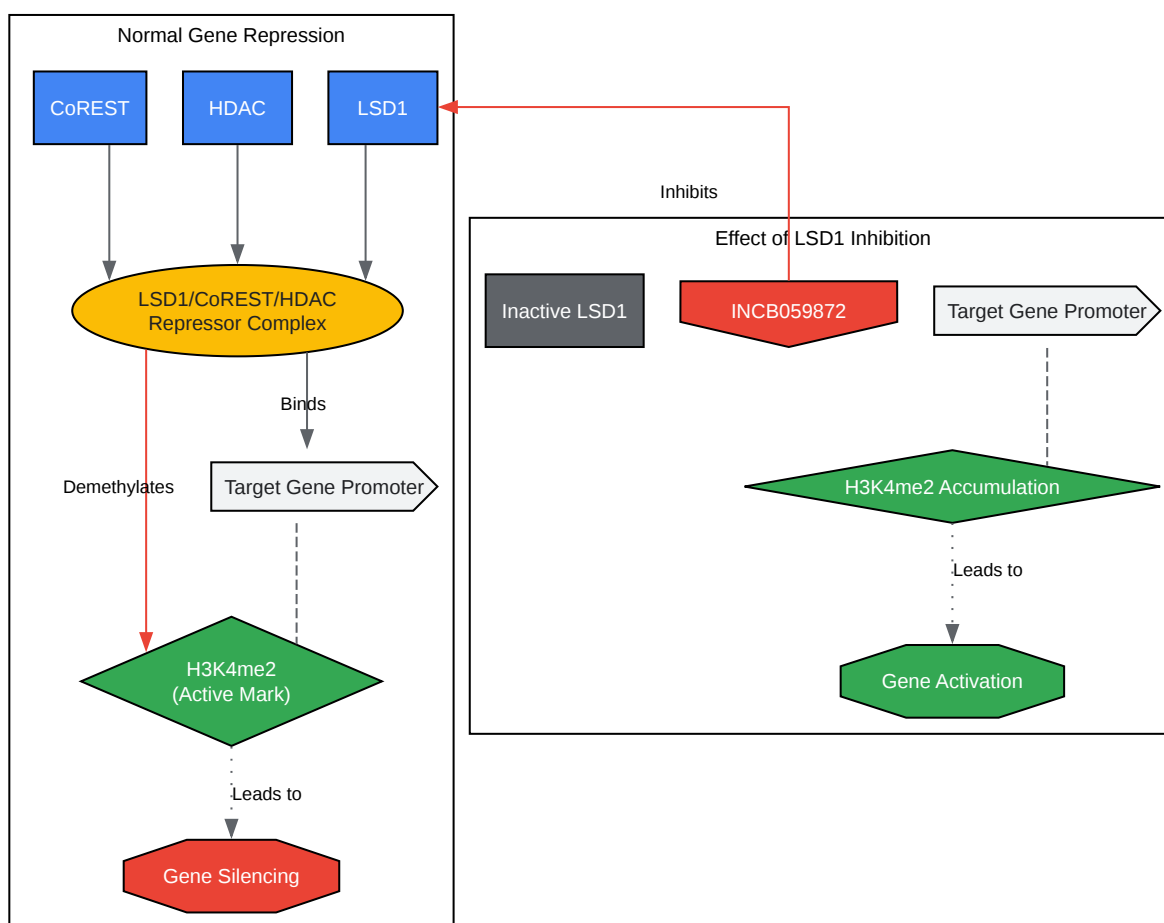 Normal Gene Repression
CoREST
HDAC
LSD1
LSD1/CoREST/HDAC
Repressor Complex
Binds
Demethylates
Target Gene Promoter
H3K4me2
(Active Mark)
Leads to
Gene Silencing
Inhibits
Effect of LSD1 Inhibition
Inactive LSD1
INCB059872
Target Gene Promoter
H3K4me2 Accumulation
Leads to
Gene Activation